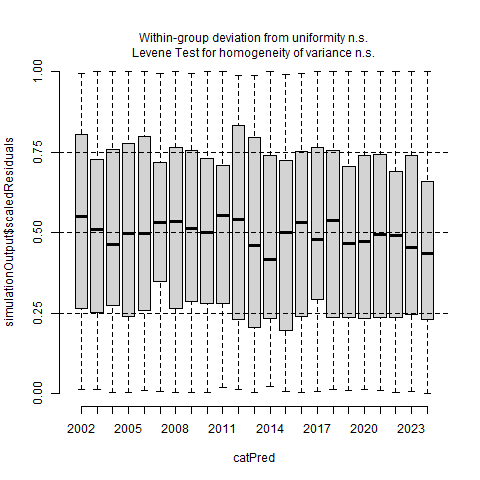 Within-group deviation from uniformity n.s.
Levene Test for homogeneity of variance n.s.
simulationOutput$scaledResiduals
1.00
0.75
0.50
0.25
0.00
2002 2005 2008 2011 2014 2017 2020 2023
catPred